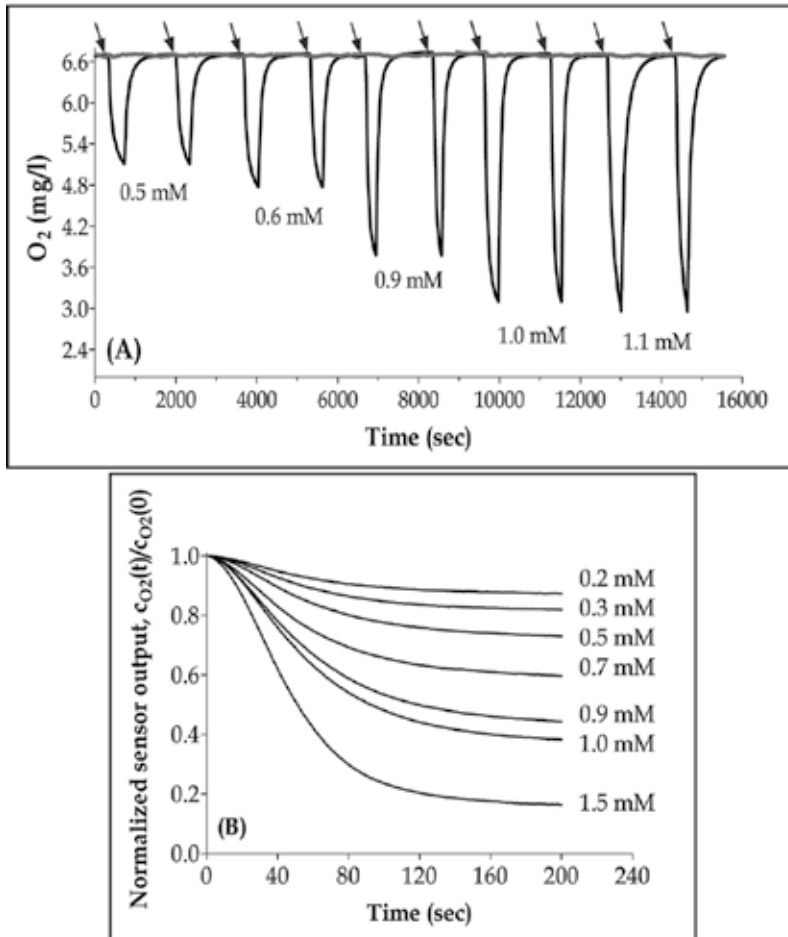 6.6
6.0
5.4
4.8
4.2
3.6
3.0
2.4
O₂ (mg/l)
0.5 mM
0.6 mM
0.9 mM
1.0 mM
1.1 mM
(A)
0 2000 4000 6000 8000 10000 12000 14000 16000
Time (sec)
Normalized sensor output, c_O2(t)/c_O2(0)
1.0
0.8
0.6
0.4
0.2
0.0
0.2 mM
0.3 mM
0.5 mM
0.7 mM
0.9 mM
1.0 mM
1.5 mM
(B)
0 40 80 120 160 200 240
Time (sec)